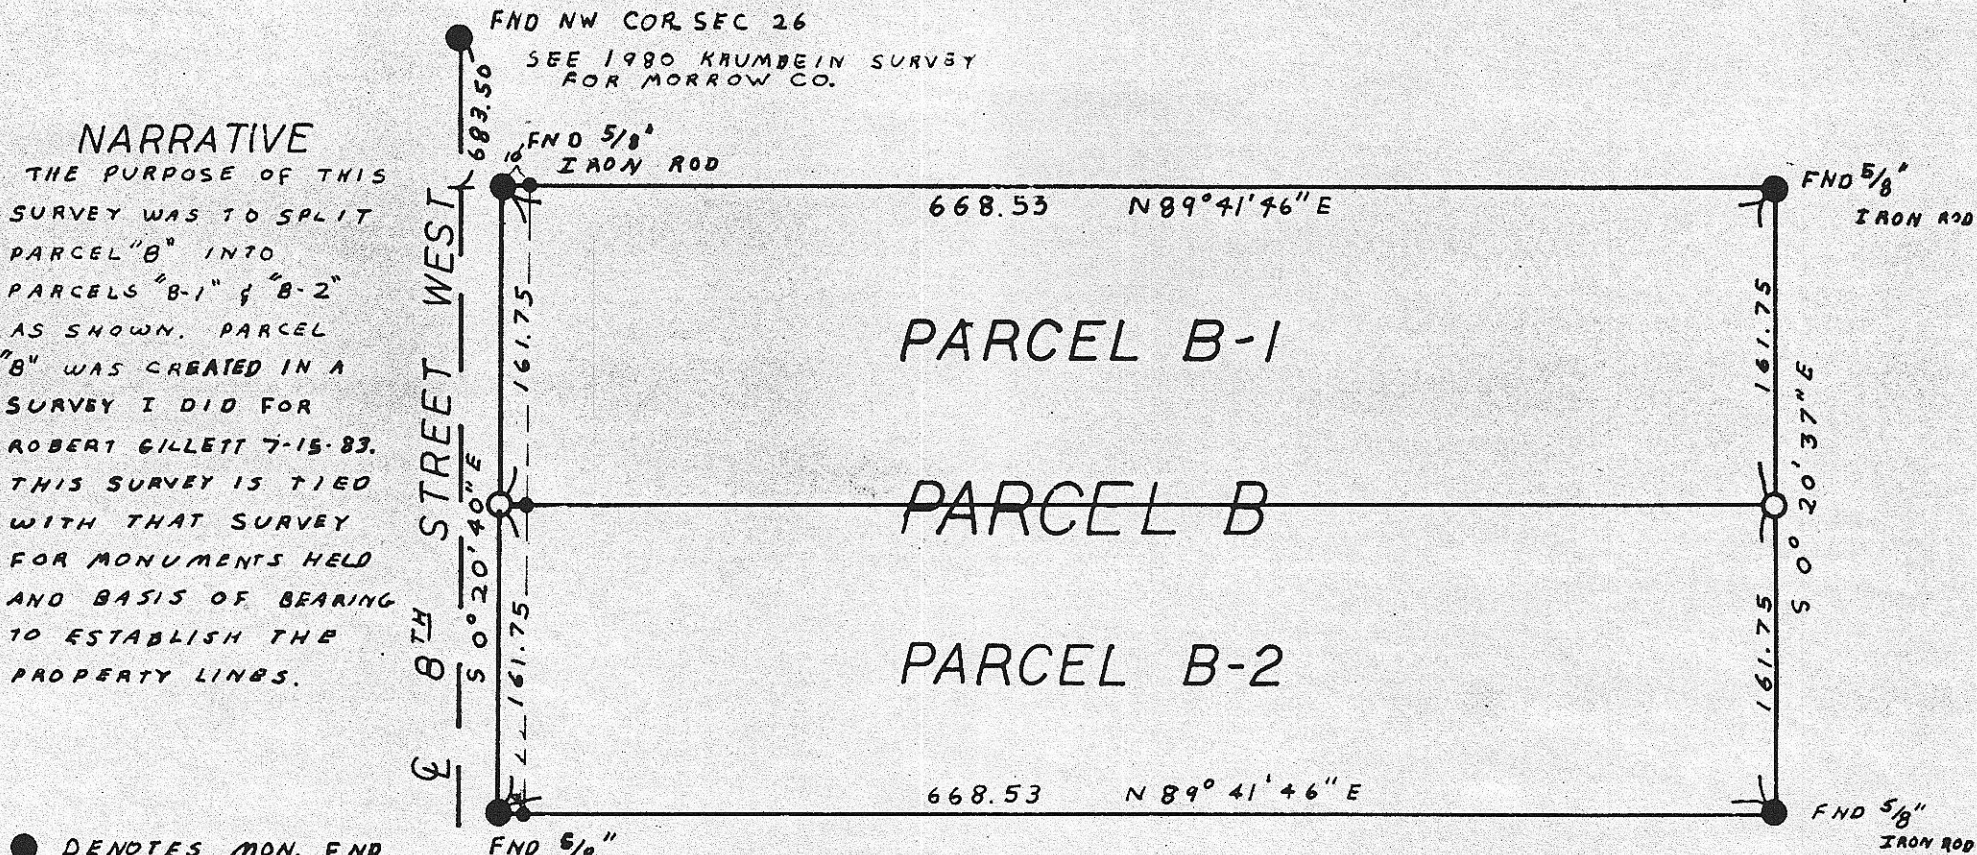 FND NW COR SEC 26
SEE 1980 KRUMBEIN SURVEY
FOR MORROW CO.
683.50
NARRATIVE
THE PURPOSE OF THIS
SURVEY WAS TO SPLIT
PARCEL "B" INTO
PARCELS "B-1" & "B-2"
AS SHOWN. PARCEL
"B" WAS CREATED IN A
SURVEY I DID FOR
ROBERT GILLETT 7-15-83.
THIS SURVEY IS TIED
WITH THAT SURVEY
FOR MONUMENTS HELD
AND BASIS OF BEARING
TO ESTABLISH THE
PROPERTY LINES.
● DENOTES MON. FND
℄ 8TH STREET WEST
S 0° 20' 40" E
10'
FND 5/8"
IRON ROD
668.53 N 89° 41' 46" E
FND 5/8"
IRON ROD
161.75
PARCEL B-1
161.75
PARCEL B
S 0° 20' 37" E
161.75
PARCEL B-2
161.75
668.53 N 89° 41' 46" E
FND 5/8"
IRON ROD
FND 5/8"